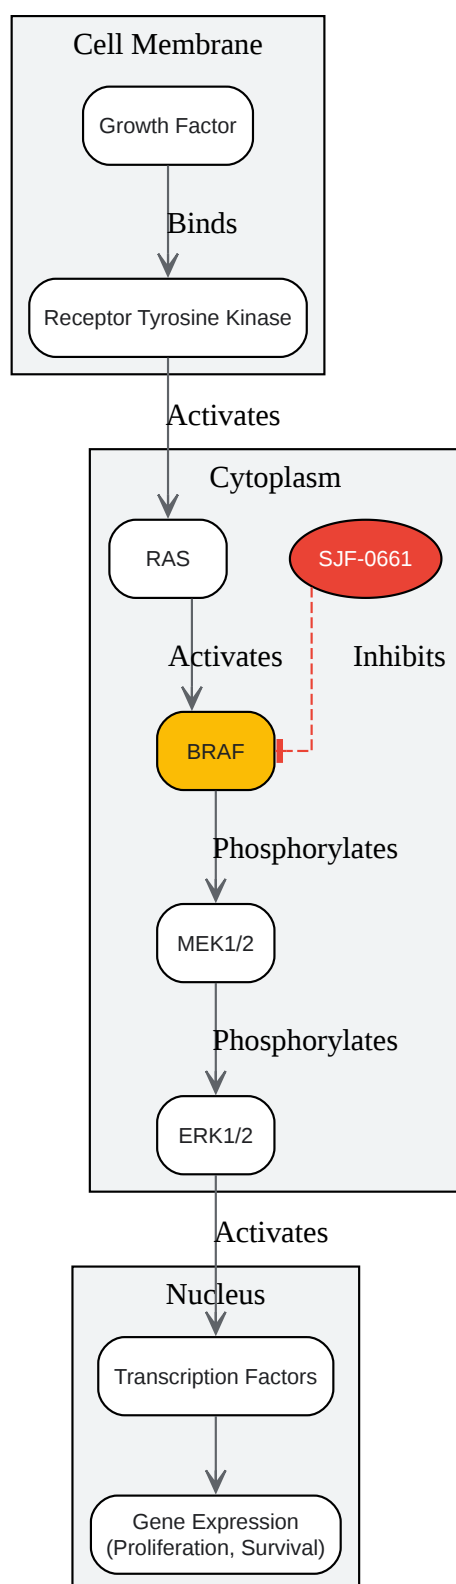 Cell Membrane
Growth Factor
Binds
Receptor Tyrosine Kinase
Activates
Cytoplasm
RAS
SJF-0661
Activates
Inhibits
BRAF
Phosphorylates
MEK1/2
Phosphorylates
ERK1/2
Activates
Nucleus
Transcription Factors
Gene Expression
(Proliferation, Survival)